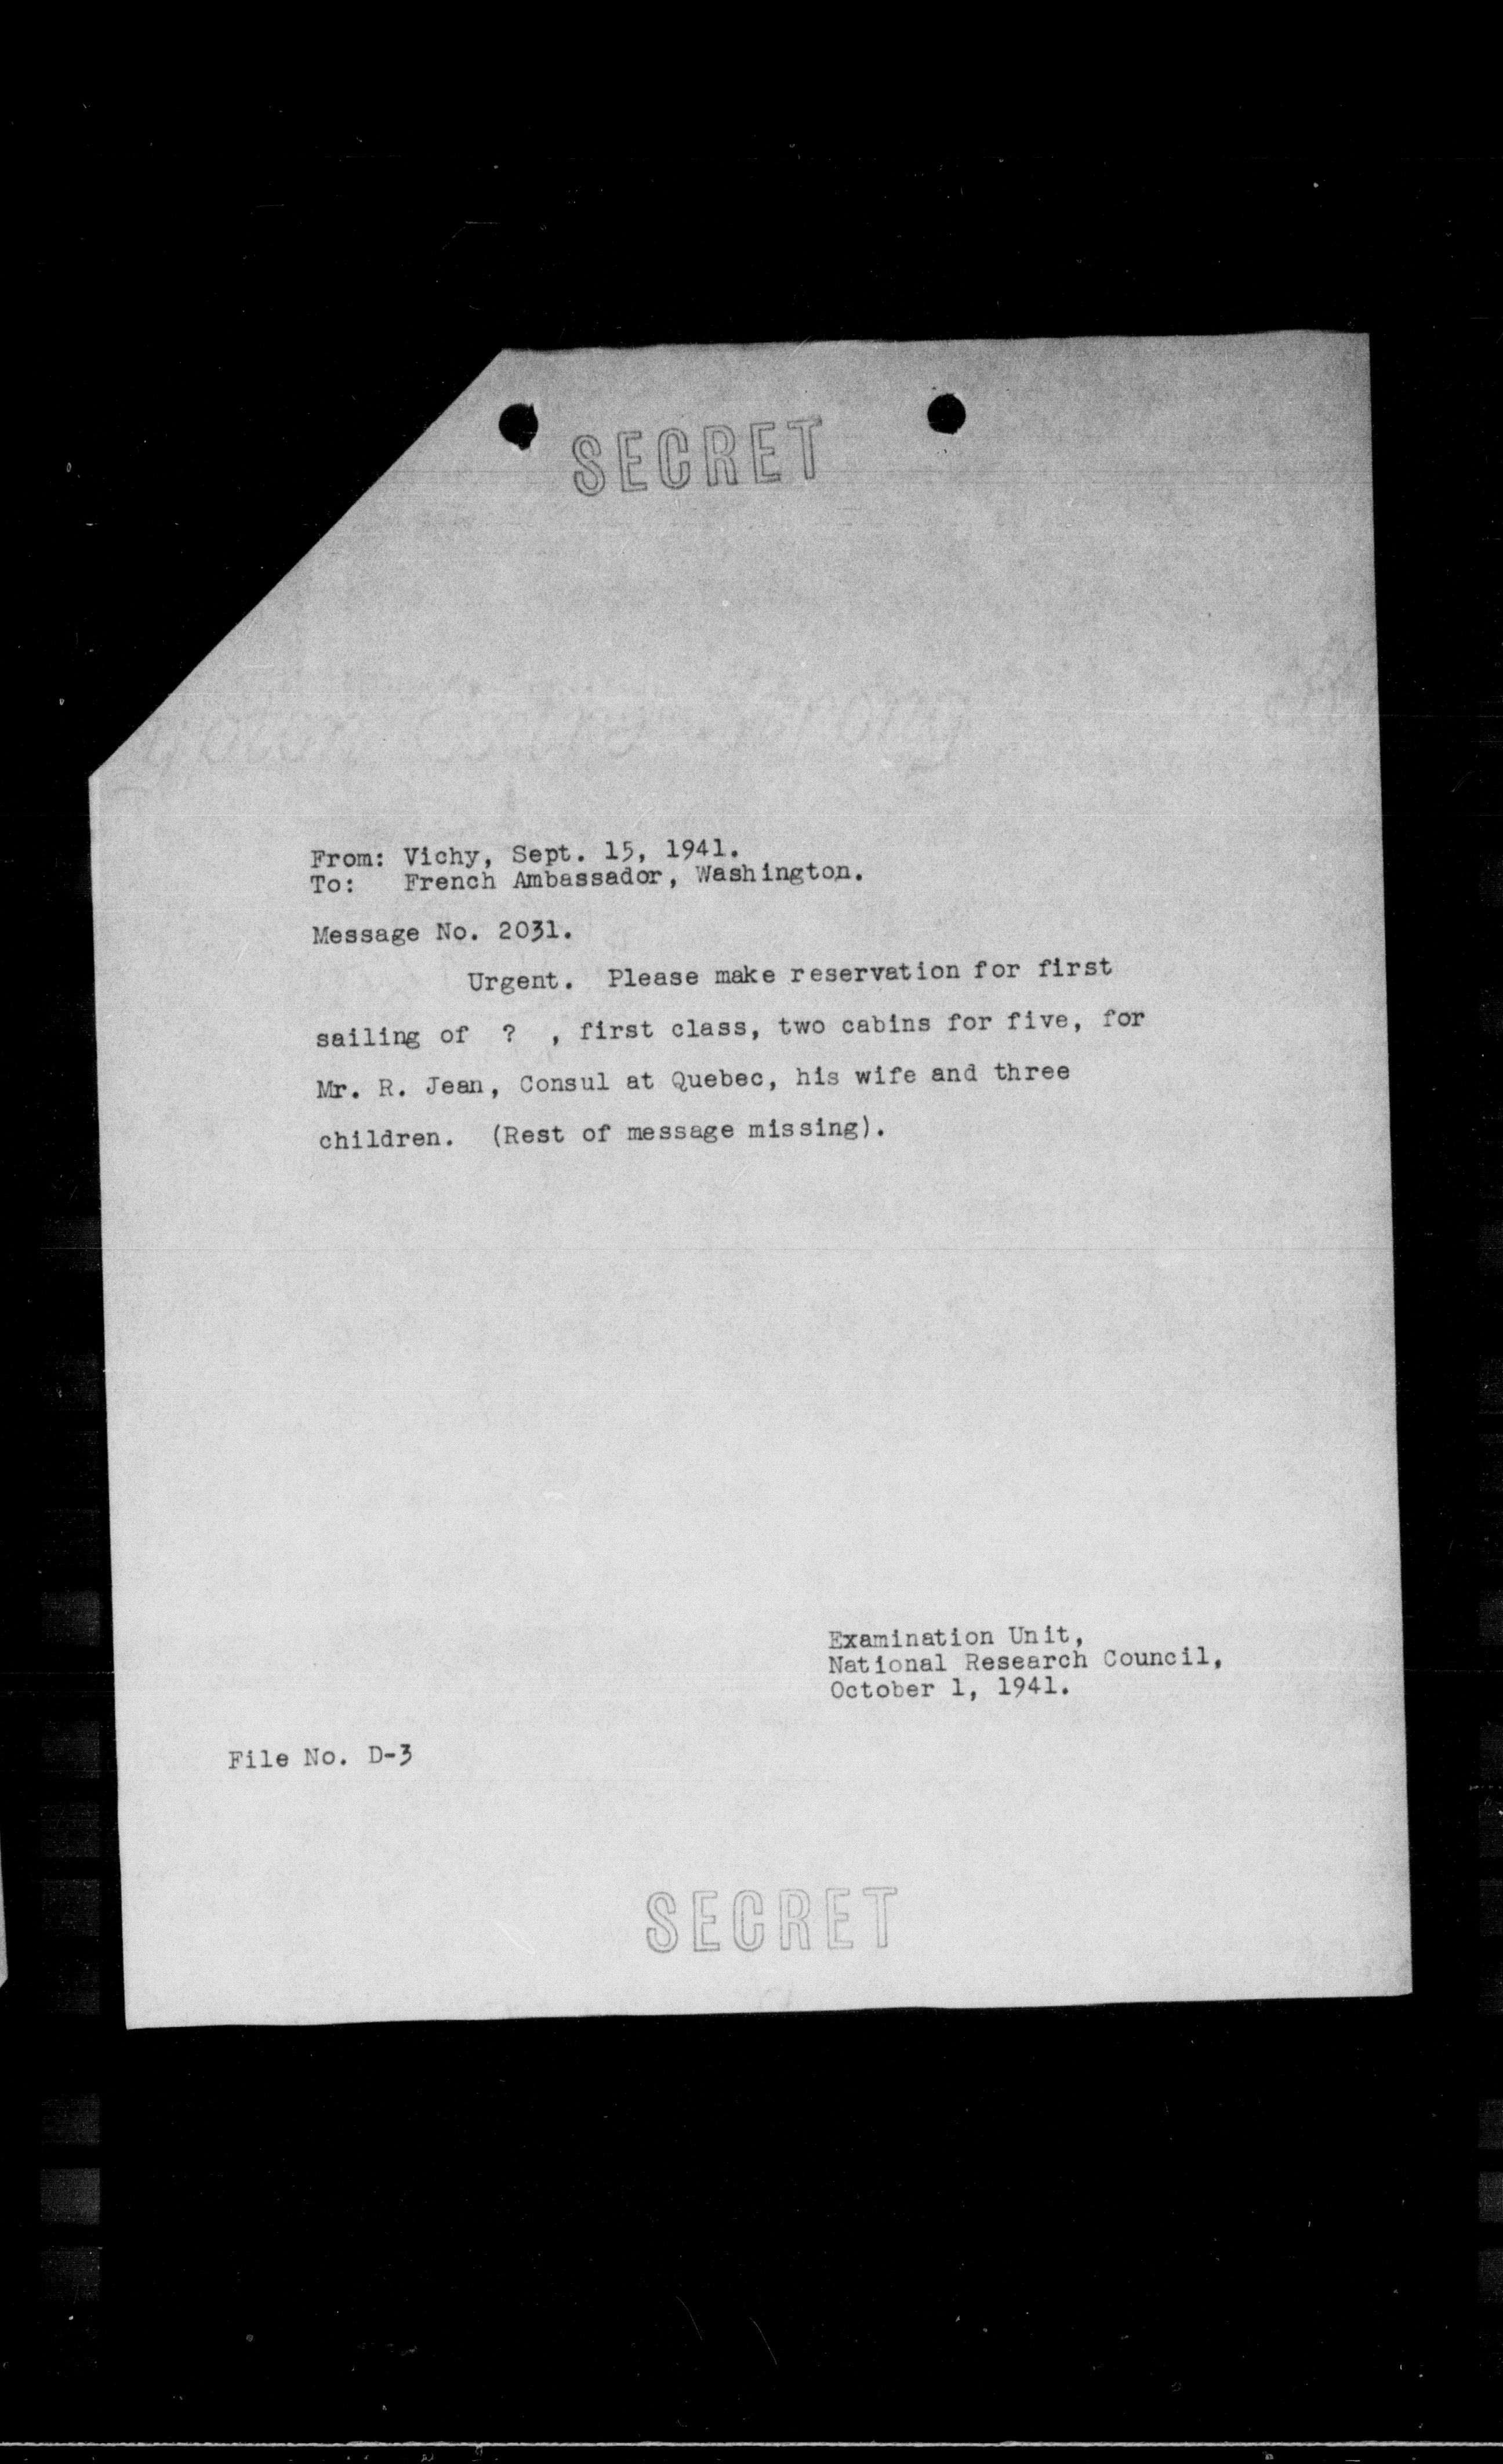 SECRET
From: Vichy, Sept. 15, 1941.
To: French Ambassador, Washington.
Message No. 2031.
Urgent. Please make reservation for first
sailing of ? , first class, two cabins for five, for
Mr. R. Jean, Consul at Quebec, his wife and three
children. (Rest of message missing).
Examination Unit,
National Research Council,
October 1, 1941.
File No. D-3
SECRET